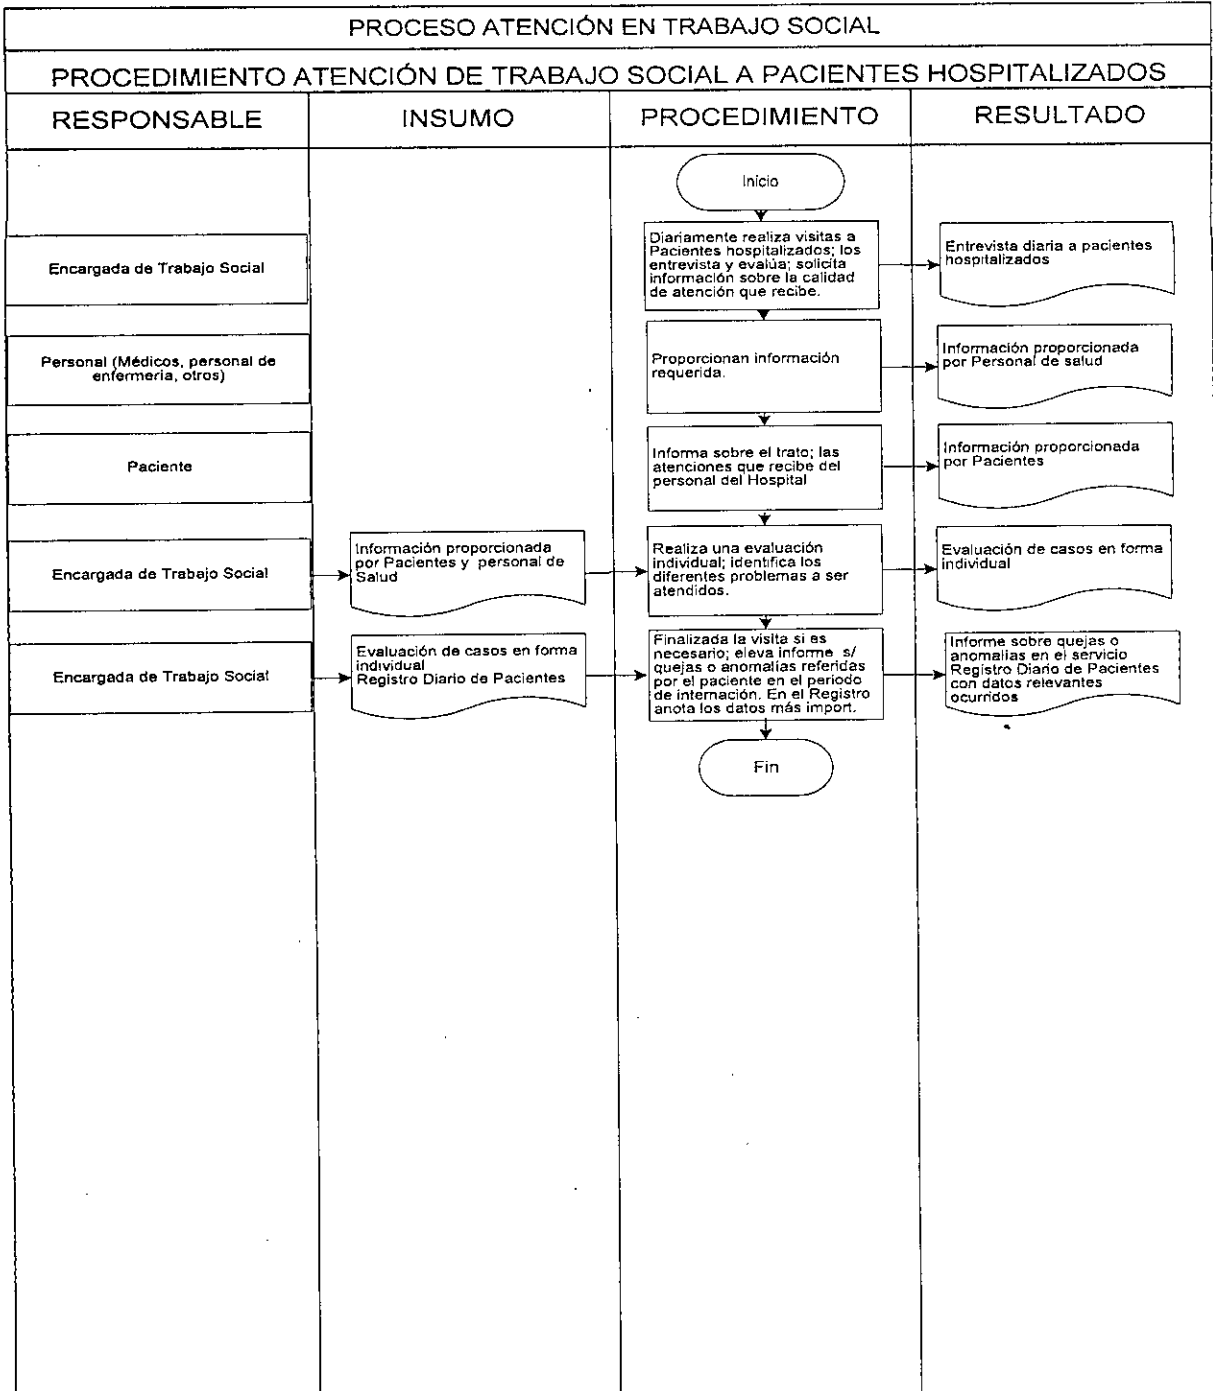 PROCESO ATENCIÓN EN TRABAJO SOCIAL
PROCEDIMIENTO ATENCIÓN DE TRABAJO SOCIAL A PACIENTES HOSPITALIZADOS
RESPONSABLE
INSUMO
PROCEDIMIENTO
RESULTADO
Inicio
Encargada de Trabajo Social
Diariamente realiza visitas a
Pacientes hospitalizados; los
entrevista y evalúa; solicita
información sobre la calidad
de atención que recibe.
Entrevista diaria a pacientes
hospitalizados
Personal (Médicos, personal de
enfermería, otros)
Proporcionan información
requerida.
Información proporcionada
por Personal de salud
Paciente
Informa sobre el trato; las
atenciones que recibe del
personal del Hospital
Información proporcionada
por Pacientes
Encargada de Trabajo Social
Información proporcionada
por Pacientes y personal de
Salud
Realiza una evaluación
individual; identifica los
diferentes problemas a ser
atendidos.
Evaluación de casos en forma
individual
Encargada de Trabajo Social
Evaluación de casos en forma
individual
Registro Diario de Pacientes
Finalizada la visita si es
necesario; eleva informe s/
quejas o anomalías referidas
por el paciente en el periodo
de internación. En el Registro
anota los datos más import.
Informe sobre quejas o
anomalías en el servicio
Registro Diario de Pacientes
con datos relevantes
ocurridos
Fin